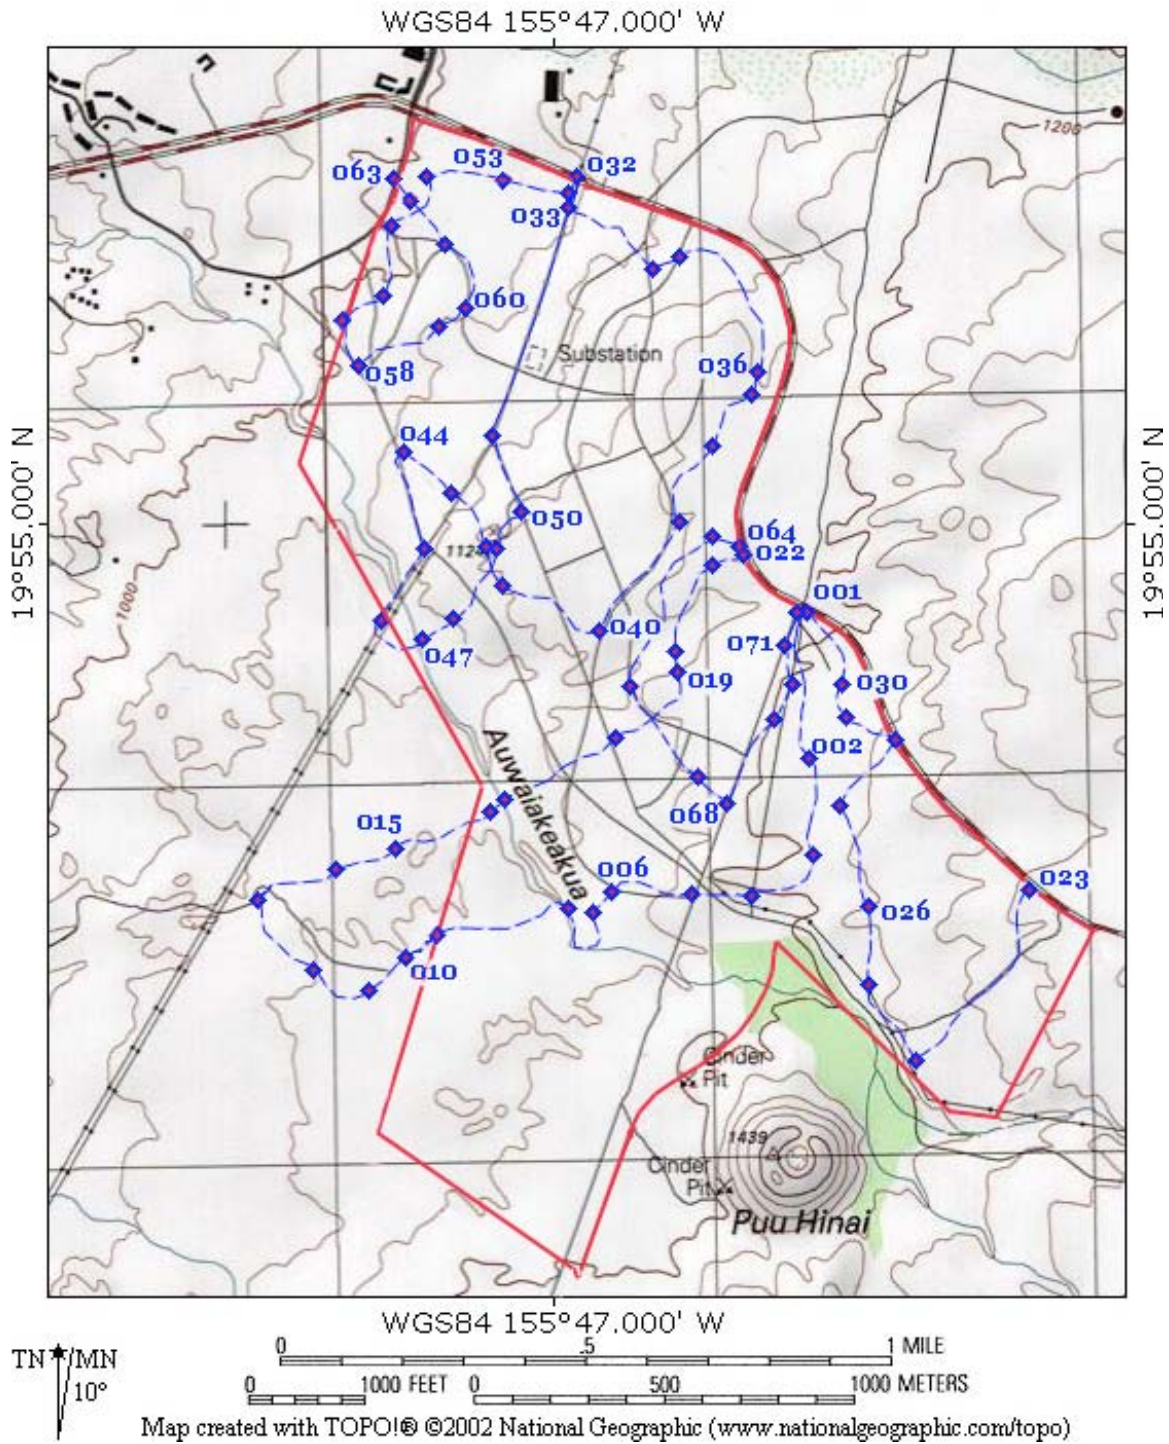 WGS84 155°47.000' W
1200
053
032
063
033
060
Substation
036
058
044
19°55.000' N
19°55.000' N
050
064
1124
022
1000
001
040
071
047
019
030
Auwaiakeakua
002
068
015
006
023
026
010
Cinder
Pit
1439
Cinder
Pit
Puu Hinai
WGS84 155°47.000' W
TN MN
10°
0 .5 1 MILE
0 1000 FEET 0 500 1000 METERS
Map created with TOPO!® ©2002 National Geographic (www.nationalgeographic.com/topo)